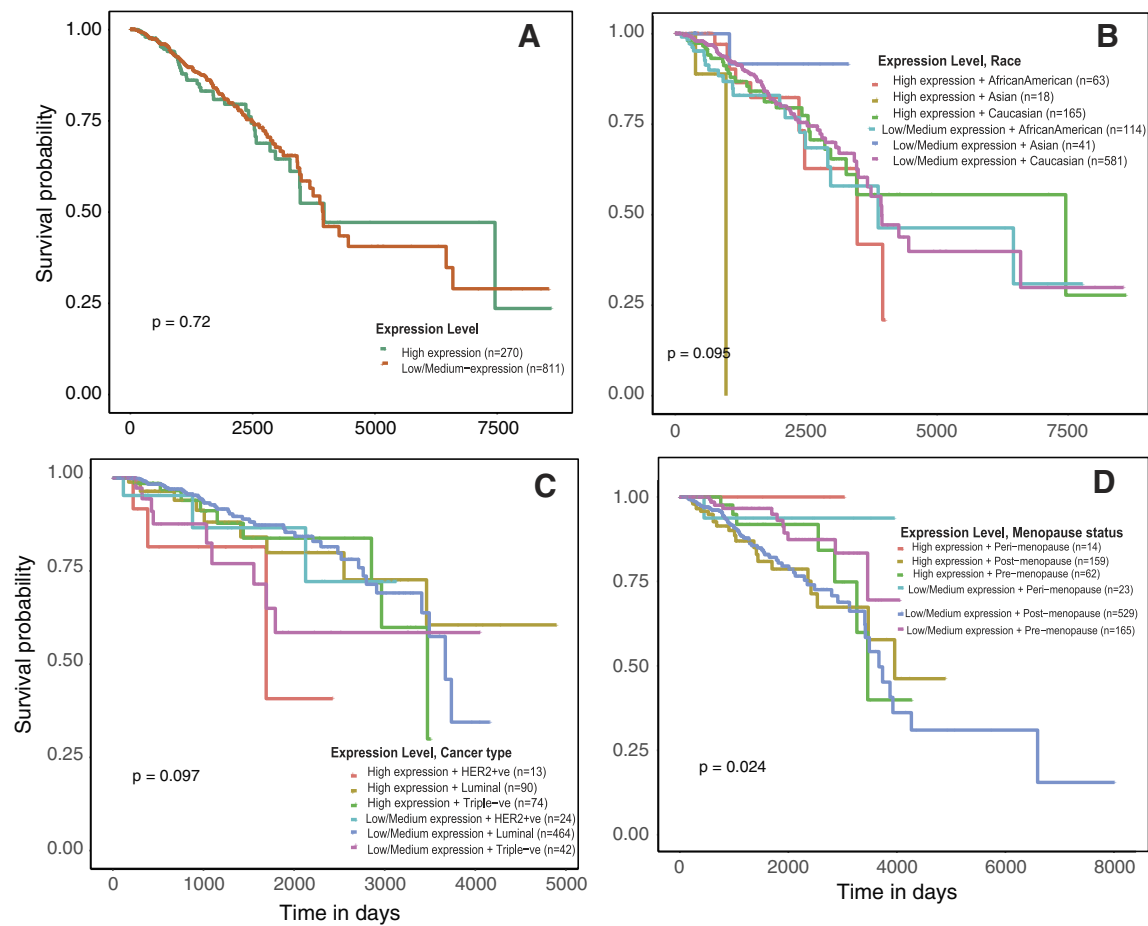 A
Survival probability
1.00
0.75
0.50
0.25
0.00
p = 0.72
Expression Level
High expression (n=270)
Low/Medium−expression (n=811)
0 2500 5000 7500
B
1.00
0.75
0.50
0.25
0.00
Expression Level, Race
High expression + AfricanAmerican (n=63)
High expression + Asian (n=18)
High expression + Caucasian (n=165)
Low/Medium expression + AfricanAmerican (n=114)
Low/Medium expression + Asian (n=41)
Low/Medium expression + Caucasian (n=581)
p = 0.095
0 2500 5000 7500
C
Survival probability
1.00
0.75
0.50
0.25
0.00
p = 0.097
Expression Level, Cancer type
High expression + HER2+ve (n=13)
High expression + Luminal (n=90)
High expression + Triple−ve (n=74)
Low/Medium expression + HER2+ve (n=24)
Low/Medium expression + Luminal (n=464)
Low/Medium expression + Triple−ve (n=42)
0 1000 2000 3000 4000 5000
Time in days
D
1.00
0.75
0.50
0.25
0.00
Expression Level, Menopause status
High expression + Peri−menopause (n=14)
High expression + Post−menopause (n=159)
High expression + Pre−menopause (n=62)
Low/Medium expression + Peri−menopause (n=23)
Low/Medium expression + Post−menopause (n=529)
Low/Medium expression + Pre−menopause (n=165)
p = 0.024
0 2000 4000 6000 8000
Time in days